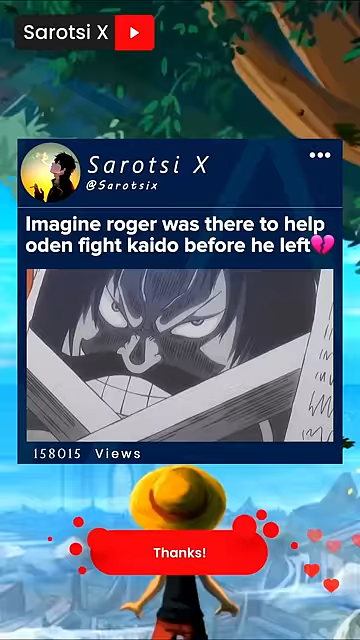 Sarotsi X
Sarotsi X
@Sarotsix
Imagine roger was there to help
oden fight kaido before he left💔
158015 Views
Thanks!